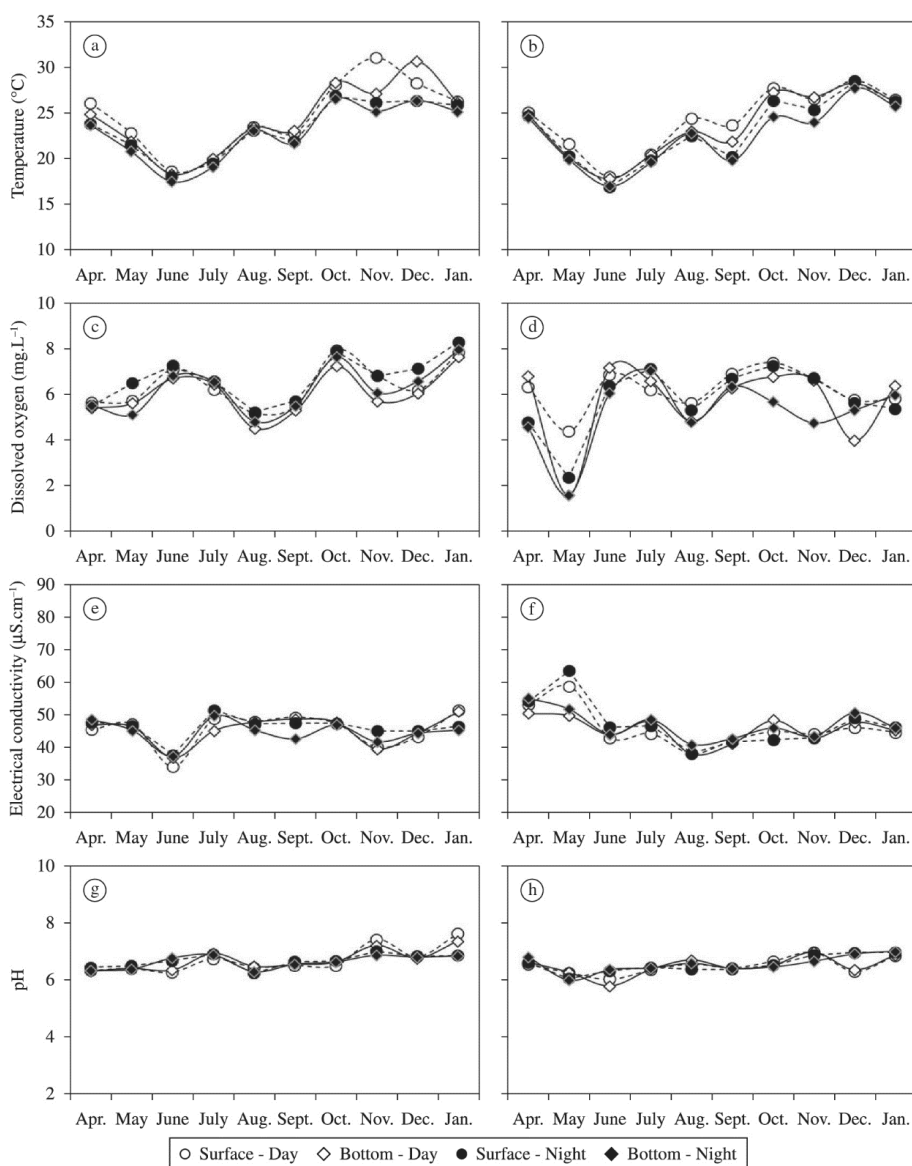 a
b
Temperature (°C)
35
30
25
20
15
10
Apr. May June July Aug. Sept. Oct. Nov. Dec. Jan.
Apr. May June July Aug. Sept. Oct. Nov. Dec. Jan.
c
d
Dissolved oxygen (mg.L⁻¹)
10
8
6
4
2
0
Apr. May June July Aug. Sept. Oct. Nov. Dec. Jan.
Apr. May June July Aug. Sept. Oct. Nov. Dec. Jan.
e
f
Electrical conductivity (μS.cm⁻¹)
90
80
70
60
50
40
30
20
Apr. May June July Aug. Sept. Oct. Nov. Dec. Jan.
Apr. May June July Aug. Sept. Oct. Nov. Dec. Jan.
g
h
pH
10
8
6
4
2
Apr. May June July Aug. Sept. Oct. Nov. Dec. Jan.
Apr. May June July Aug. Sept. Oct. Nov. Dec. Jan.
Surface - Day Bottom - Day Surface - Night Bottom - Night